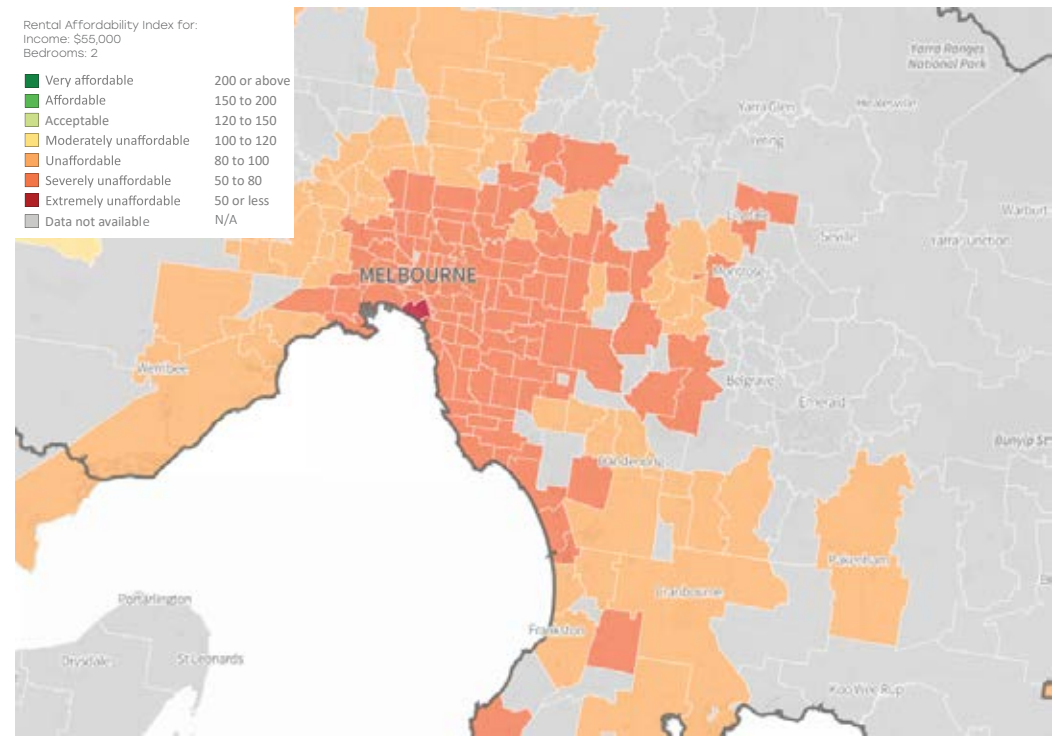 Rental Affordability Index for:
Income: $55,000
Bedrooms: 2
Very affordable 200 or above
Affordable 150 to 200
Acceptable 120 to 150
Moderately unaffordable 100 to 120
Unaffordable 80 to 100
Severely unaffordable 50 to 80
Extremely unaffordable 50 or less
Data not available N/A
Yarra Ranges
National Park
Yarra Glen
Healesville
Yering
Warburt
Lilydale
Seville
Yarra Junction
MELBOURNE
Montrose
Werribee
Belgrave
Emerald
Bunyip St
Dandenong
Pakenham
Cranbourne
Portarlington
Frankston
Drysdale
St Leonards
Koo Wee Rup